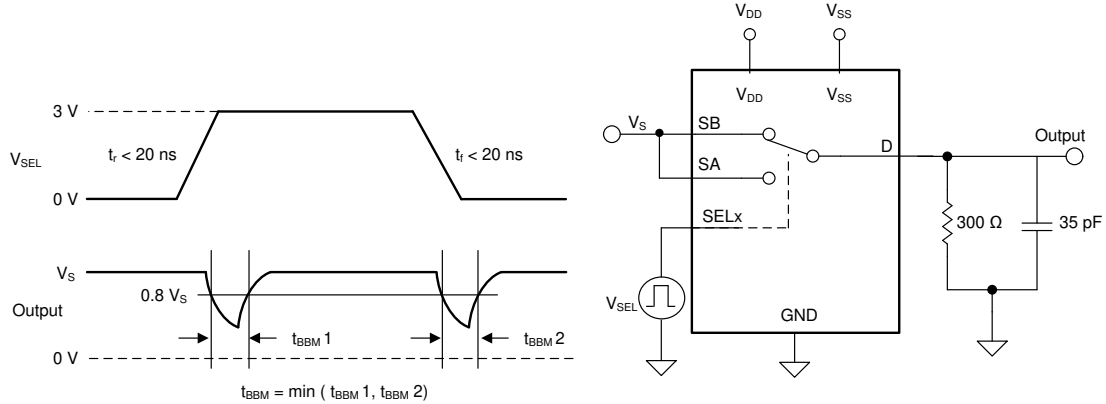 3 V
V_SEL
t_r < 20 ns
t_f < 20 ns
0 V
V_S
0.8 V_S
Output
t_BBM 1
t_BBM 2
0 V
t_BBM = min ( t_BBM 1, t_BBM 2)
V_DD
V_SS
V_DD
V_SS
V_S
SB
SA
SELx
D
Output
300 Ω
35 pF
V_SEL
GND